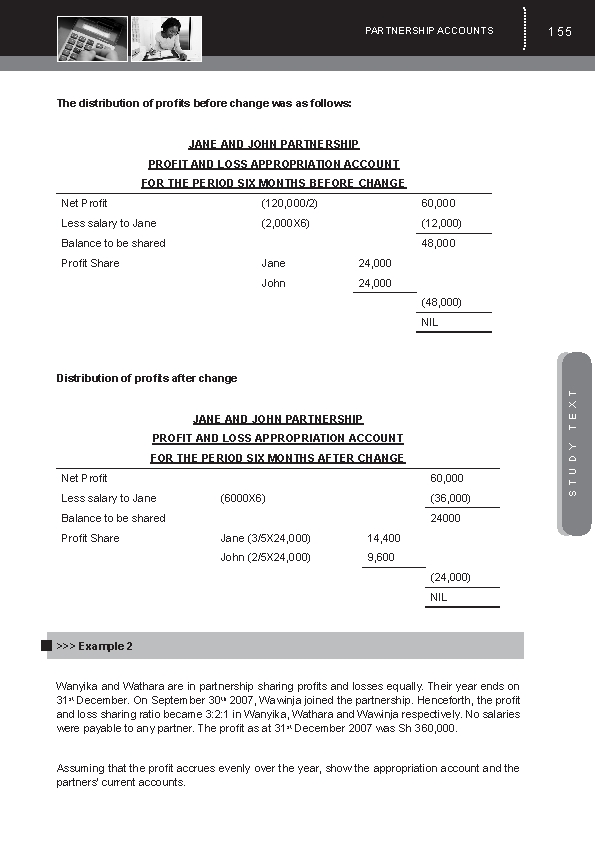 PARTNERSHIP ACCOUNTS 155
The distribution of profits before change was as follows:
JANE AND JOHN PARTNERSHIP
PROFIT AND LOSS APPROPRIATION ACCOUNT
FOR THE PERIOD SIX MONTHS BEFORE CHANGE
Net Profit (120,000/2) 60,000
Less salary to Jane (2,000X6) (12,000)
Balance to be shared 48,000
Profit Share Jane 24,000
John 24,000
(48,000)
NIL
Distribution of profits after change
JANE AND JOHN PARTNERSHIP
PROFIT AND LOSS APPROPRIATION ACCOUNT
FOR THE PERIOD SIX MONTHS AFTER CHANGE
Net Profit 60,000
Less salary to Jane (6000X6) (36,000)
Balance to be shared 24000
Profit Share Jane (3/5X24,000) 14,400
John (2/5X24,000) 9,600
(24,000)
NIL
STUDY TEXT
>>> Example 2
Wanyika and Wathara are in partnership sharing profits and losses equally. Their year ends on
31st December. On September 30th 2007, Wawinja joined the partnership. Henceforth, the profit
and loss sharing ratio became 3:2:1 in Wanyika, Wathara and Wawinja respectively. No salaries
were payable to any partner. The profit as at 31st December 2007 was Sh 360,000.
Assuming that the profit accrues evenly over the year, show the appropriation account and the
partners' current accounts.